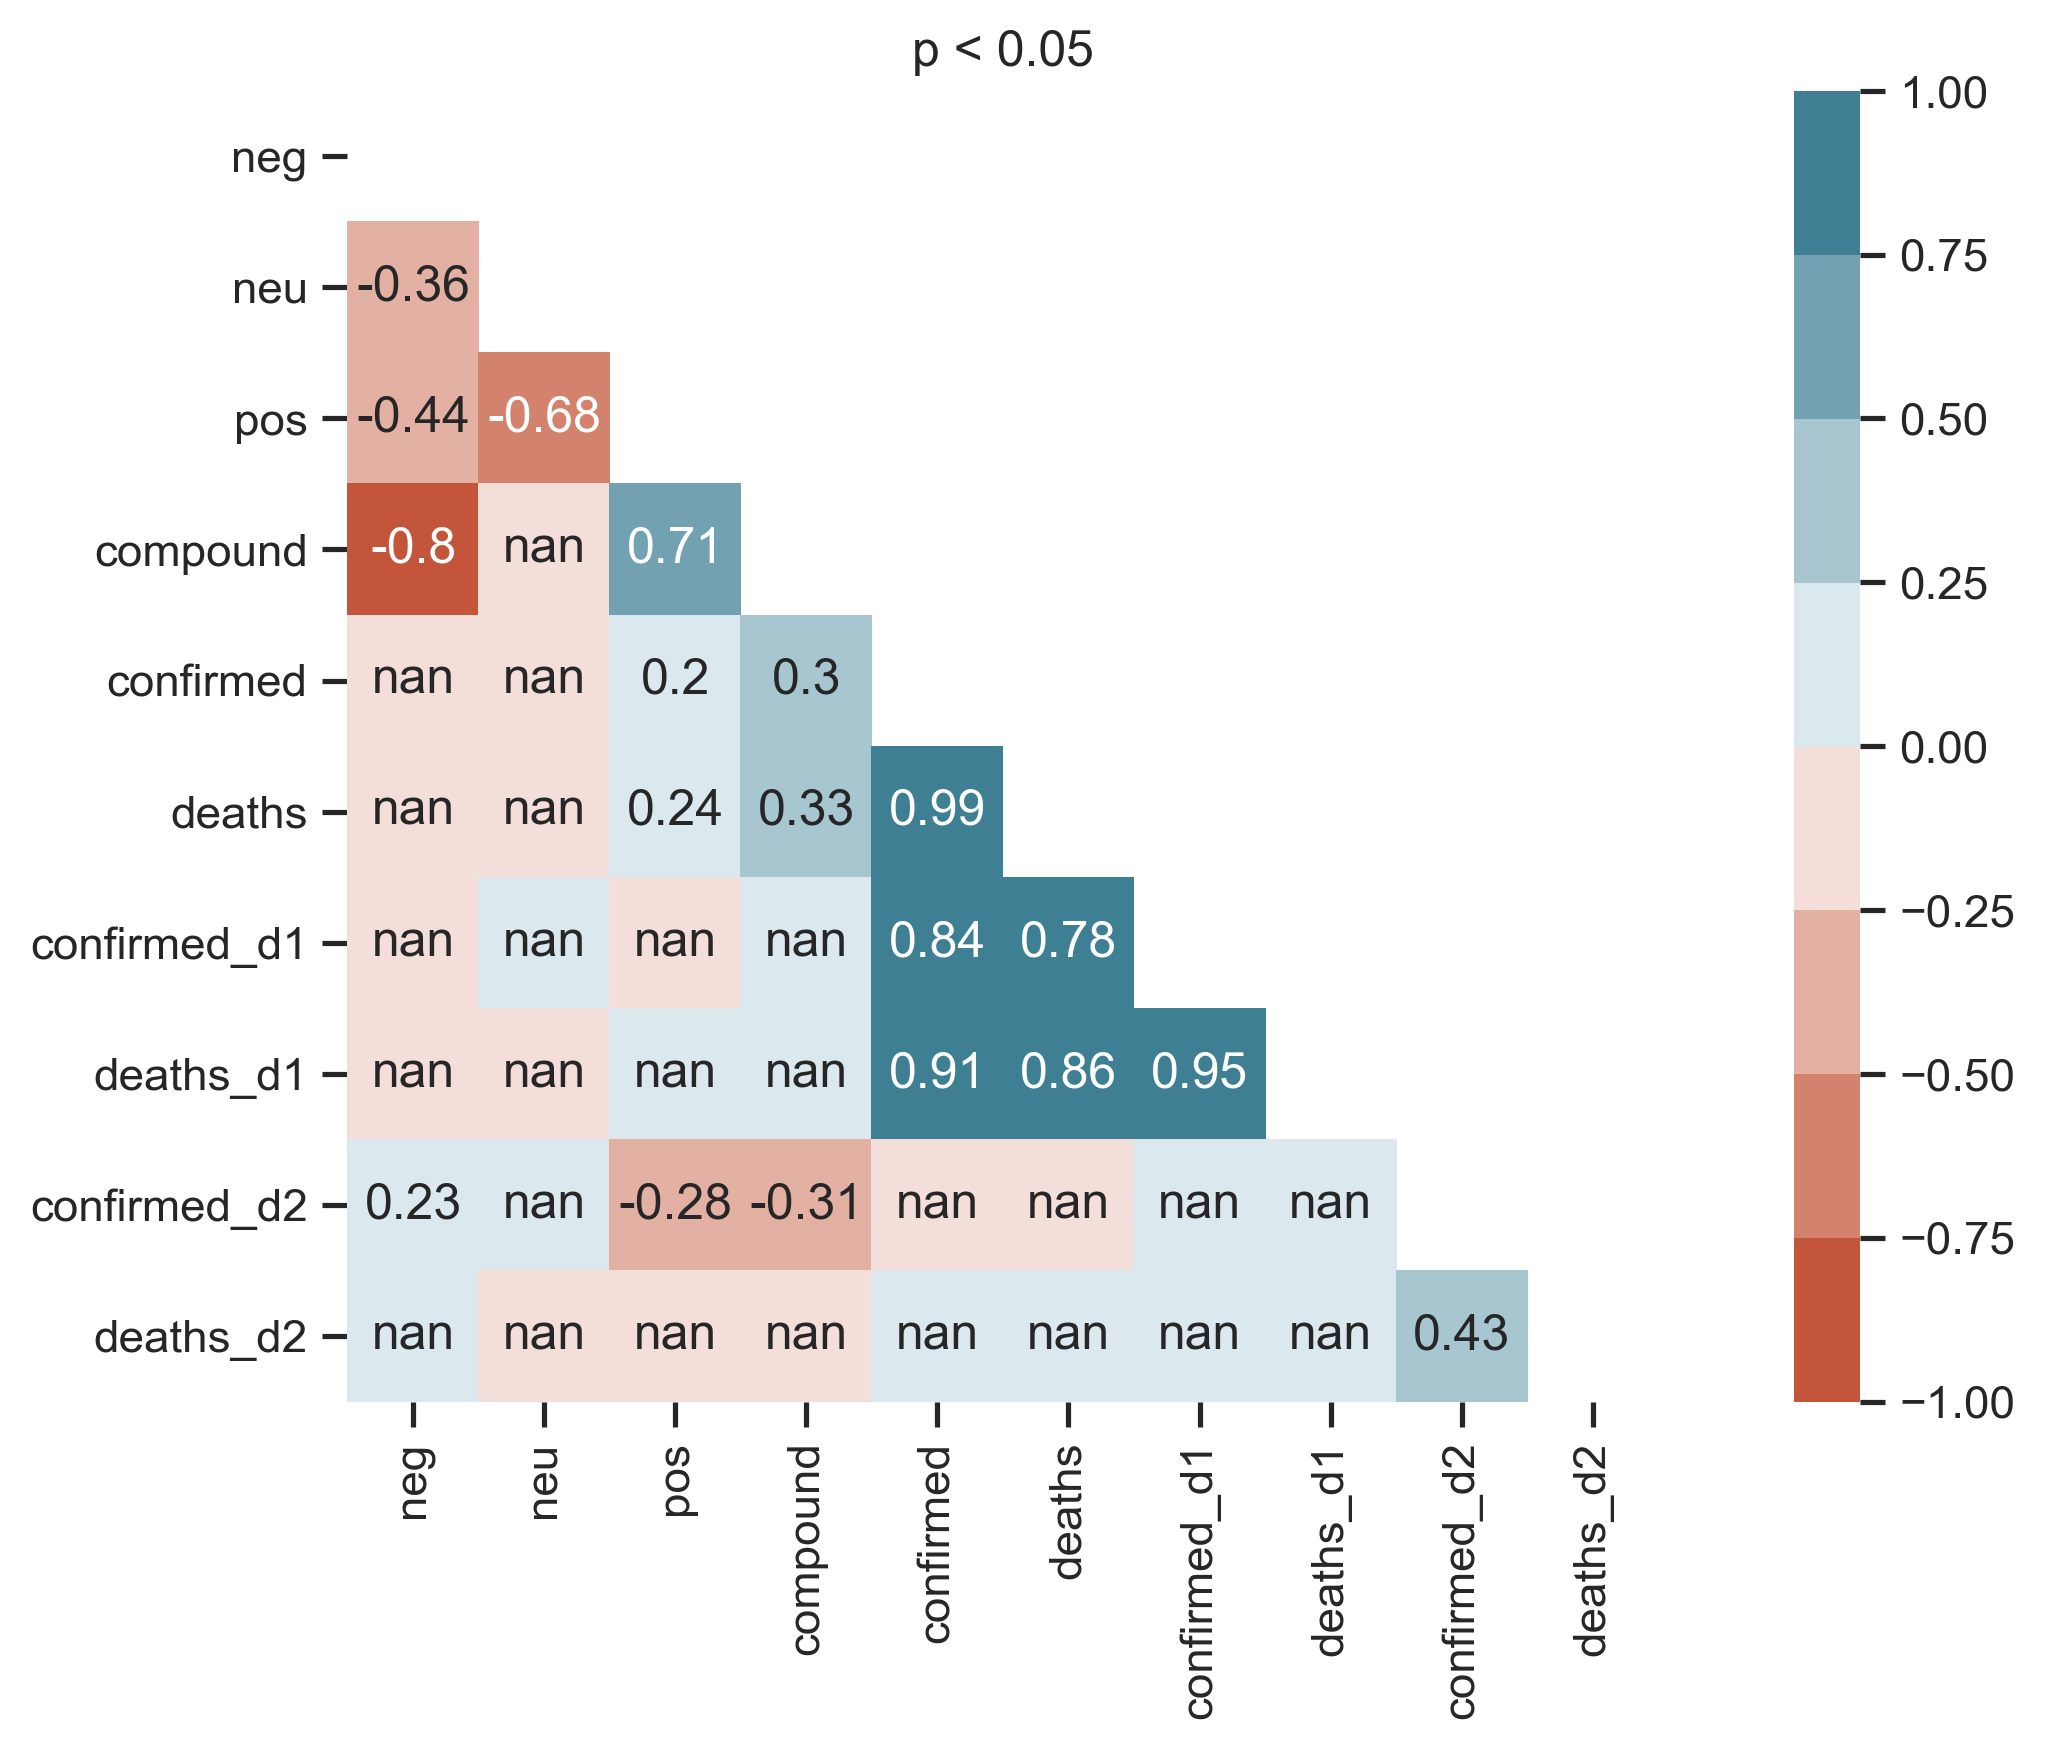 p < 0.05
neg
neu -0.36
pos -0.44 -0.68
compound -0.8 nan 0.71
confirmed nan nan 0.2 0.3
deaths nan nan 0.24 0.33 0.99
confirmed_d1 nan nan nan nan 0.84 0.78
deaths_d1 nan nan nan nan 0.91 0.86 0.95
confirmed_d2 0.23 nan -0.28 -0.31 nan nan nan nan
deaths_d2 nan nan nan nan nan nan nan nan 0.43
neg neu pos compound confirmed deaths confirmed_d1 deaths_d1 confirmed_d2 deaths_d2
1.00
0.75
0.50
0.25
0.00
−0.25
−0.50
−0.75
−1.00